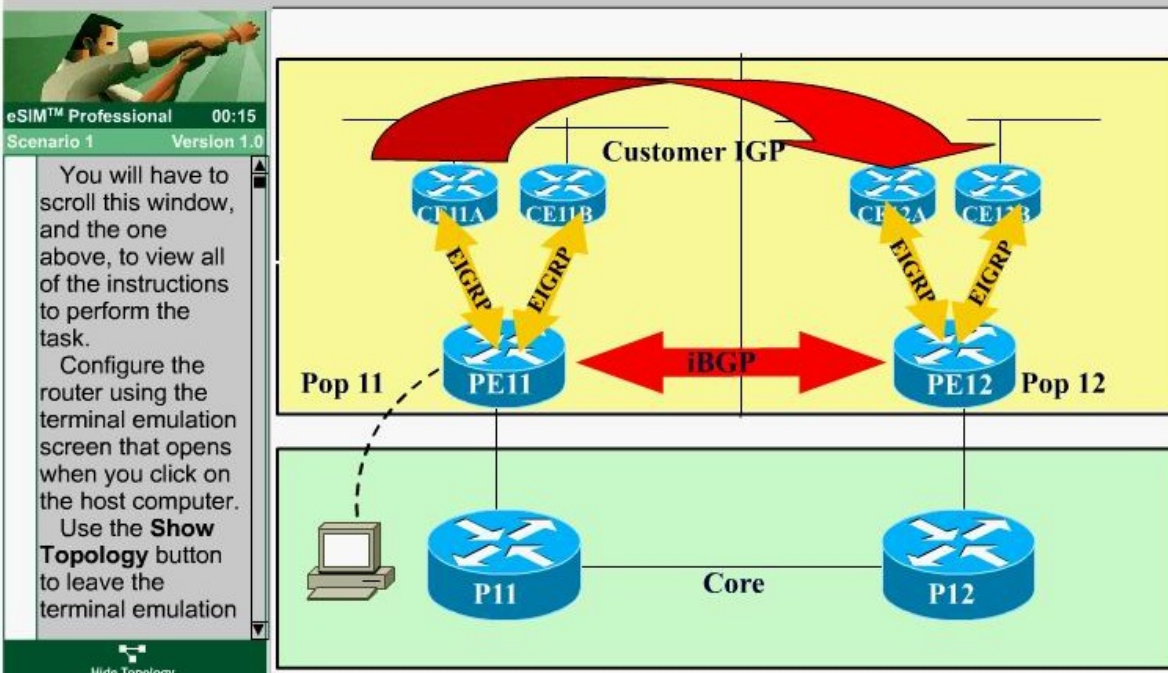 eSIM™ Professional 00:15
Scenario 1 Version 1.0
You will have to
scroll this window,
and the one
above, to view all
of the instructions
to perform the
task.
Configure the
router using the
terminal emulation
screen that opens
when you click on
the host computer.
Use the Show
Topology button
to leave the
terminal emulation
Hide Topology
Customer IGP
CE11A
CE11B
CE12A
CE12B
EIGRP
EIGRP
EIGRP
EIGRP
Pop 11
PE11
iBGP
PE12
Pop 12
P11
Core
P12